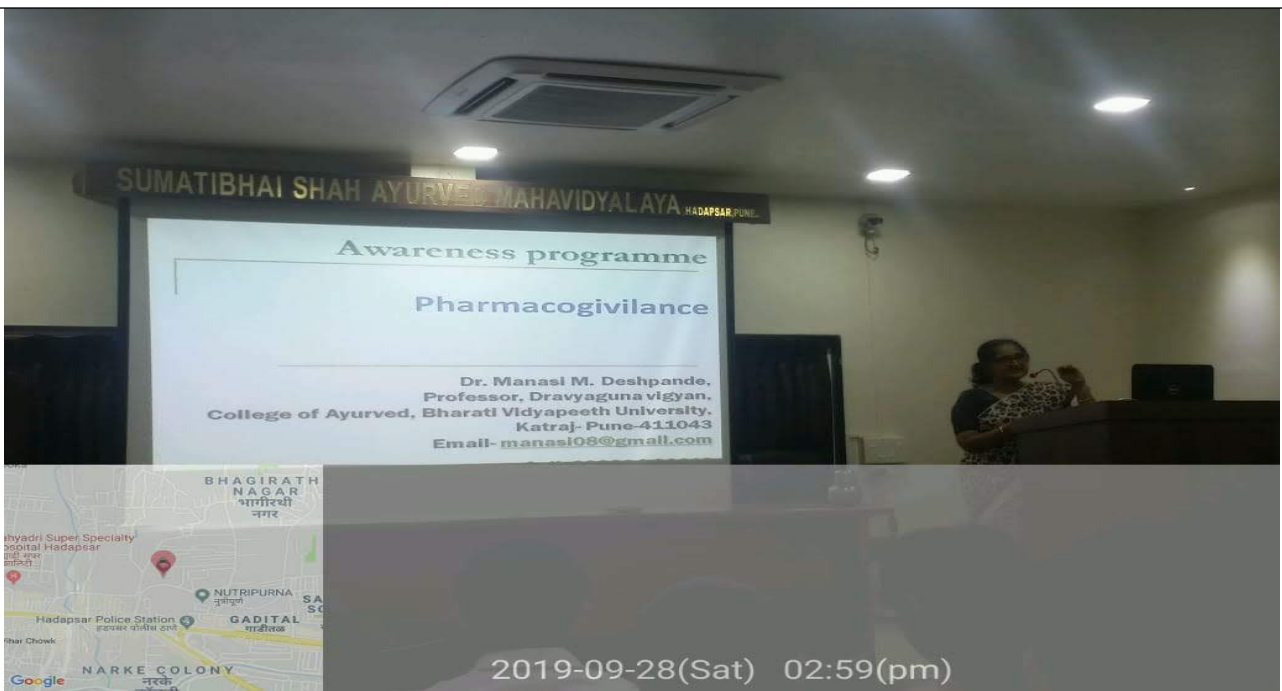 SUMATIBHAI SHAH AYURVED MAHAVIDYALAYA HADAPSAR, PUNE.
Awareness programme
Pharmacogivilance
Dr. Manasi M. Deshpande,
Professor, Dravyaguna vigyan,
College of Ayurved, Bharati Vidyapeeth University,
Katraj- Pune-411043
Email- manasi08@gmail.com
BHAGIRATH
NAGAR
भागीरथी
नगर
Super Specialty
Hadapsar
NUTRIPURNA
Hadapsar Police Station
हडपसर पोलीस ठाणे
GADITAL
गाडीतळ
Chowk
NARKE COLONY
नरके
Google
2019-09-28(Sat) 02:59(pm)